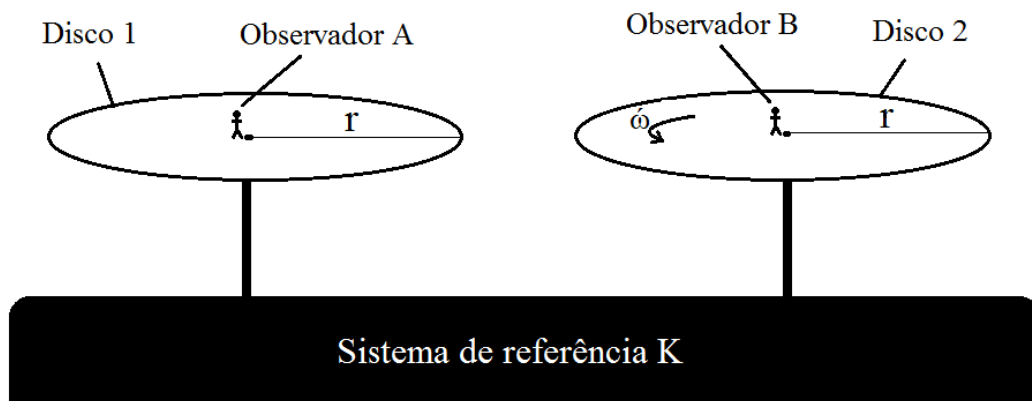 Disco 1
Observador A
Observador B
Disco 2
r
ώ
r
Sistema de referência K